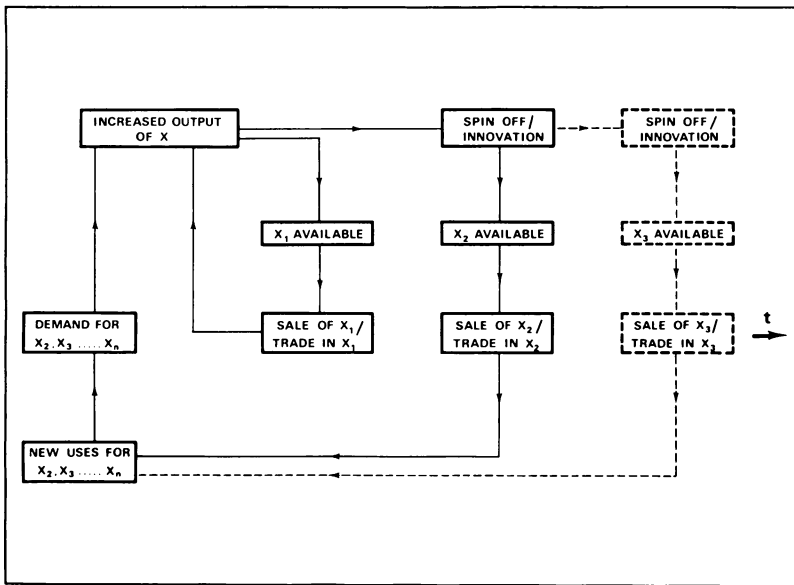 INCREASED OUTPUT
OF X
SPIN OFF/
INNOVATION
SPIN OFF/
INNOVATION
X₁ AVAILABLE
X₂ AVAILABLE
X₃ AVAILABLE
DEMAND FOR
X₂.X₃ ..... Xₙ
SALE OF X₁/
TRADE IN X₁
SALE OF X₂/
TRADE IN X₂
SALE OF X₃/
TRADE IN X₃
t
NEW USES FOR
X₂.X₃ ..... Xₙ